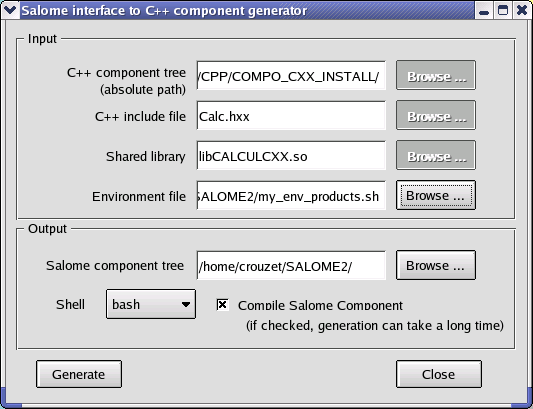 Salome interface to C++ component generator
Input
C++ component tree
(absolute path)
/CPP/COMPO_CXX_INSTALL/
Browse ...
C++ include file
Calc.hxx
Browse ...
Shared library
libCALCULCXX.so
Browse ...
Environment file
SALOME2/my_env_products.sh
Browse ...
Output
Salome component tree
/home/crouzet/SALOME2/
Browse ...
Shell
bash
Compile Salome Component
(if checked, generation can take a long time)
Generate
Close